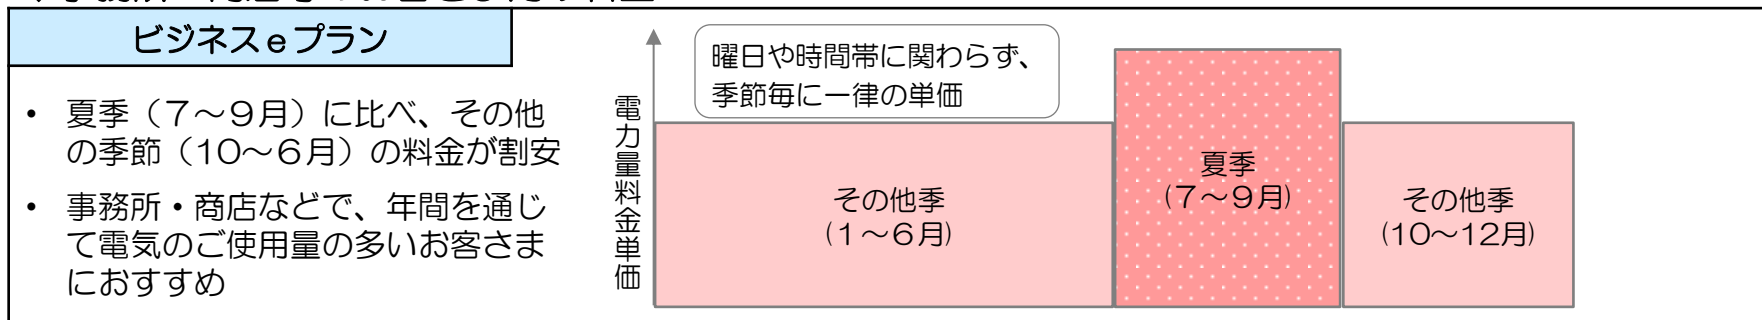 ビジネスｅプラン
• 夏季（７～９月）に比べ、その他
の季節（10～６月）の料金が割安
• 事務所・商店などで、年間を通じ
て電気のご使用量の多いお客さま
におすすめ
電力量料金単価
曜日や時間帯に関わらず、
季節毎に一律の単価
その他季
(１～６月)
夏季
(７～９月)
その他季
(10～12月)